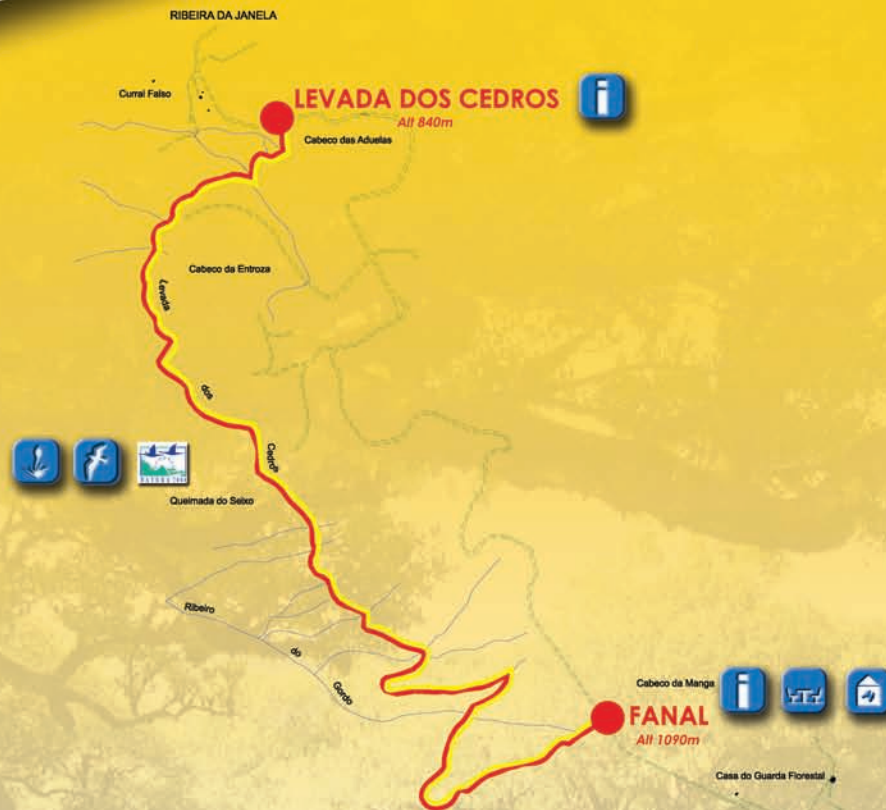 RIBEIRA DA JANELA
Curral Falso
LEVADA DOS CEDROS
Alt 840m
Cabeco das Aduelas
Cabeco da Entroza
Levada
dos
Cedros
Queimada do Seixo
Ribeiro
do
Gordo
Cabeco da Manga
FANAL
Alt 1090m
Casa do Guarda Florestal